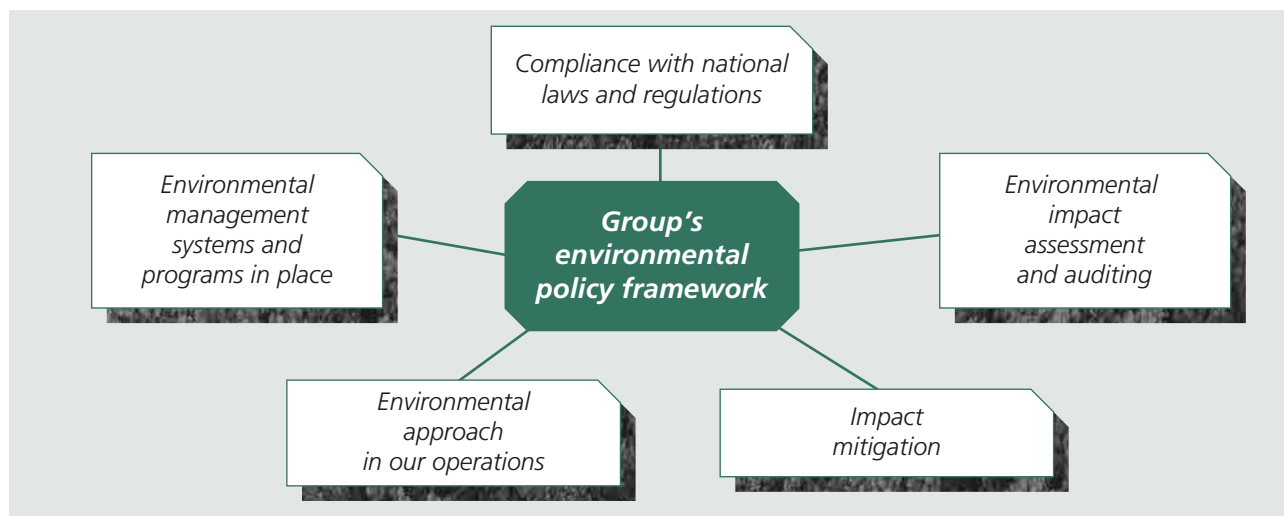 Compliance with national
laws and regulations
Environmental
management
systems and
programs in place
Group’s
environmental
policy framework
Environmental
impact
assessment
and auditing
Environmental
approach
in our operations
Impact
mitigation